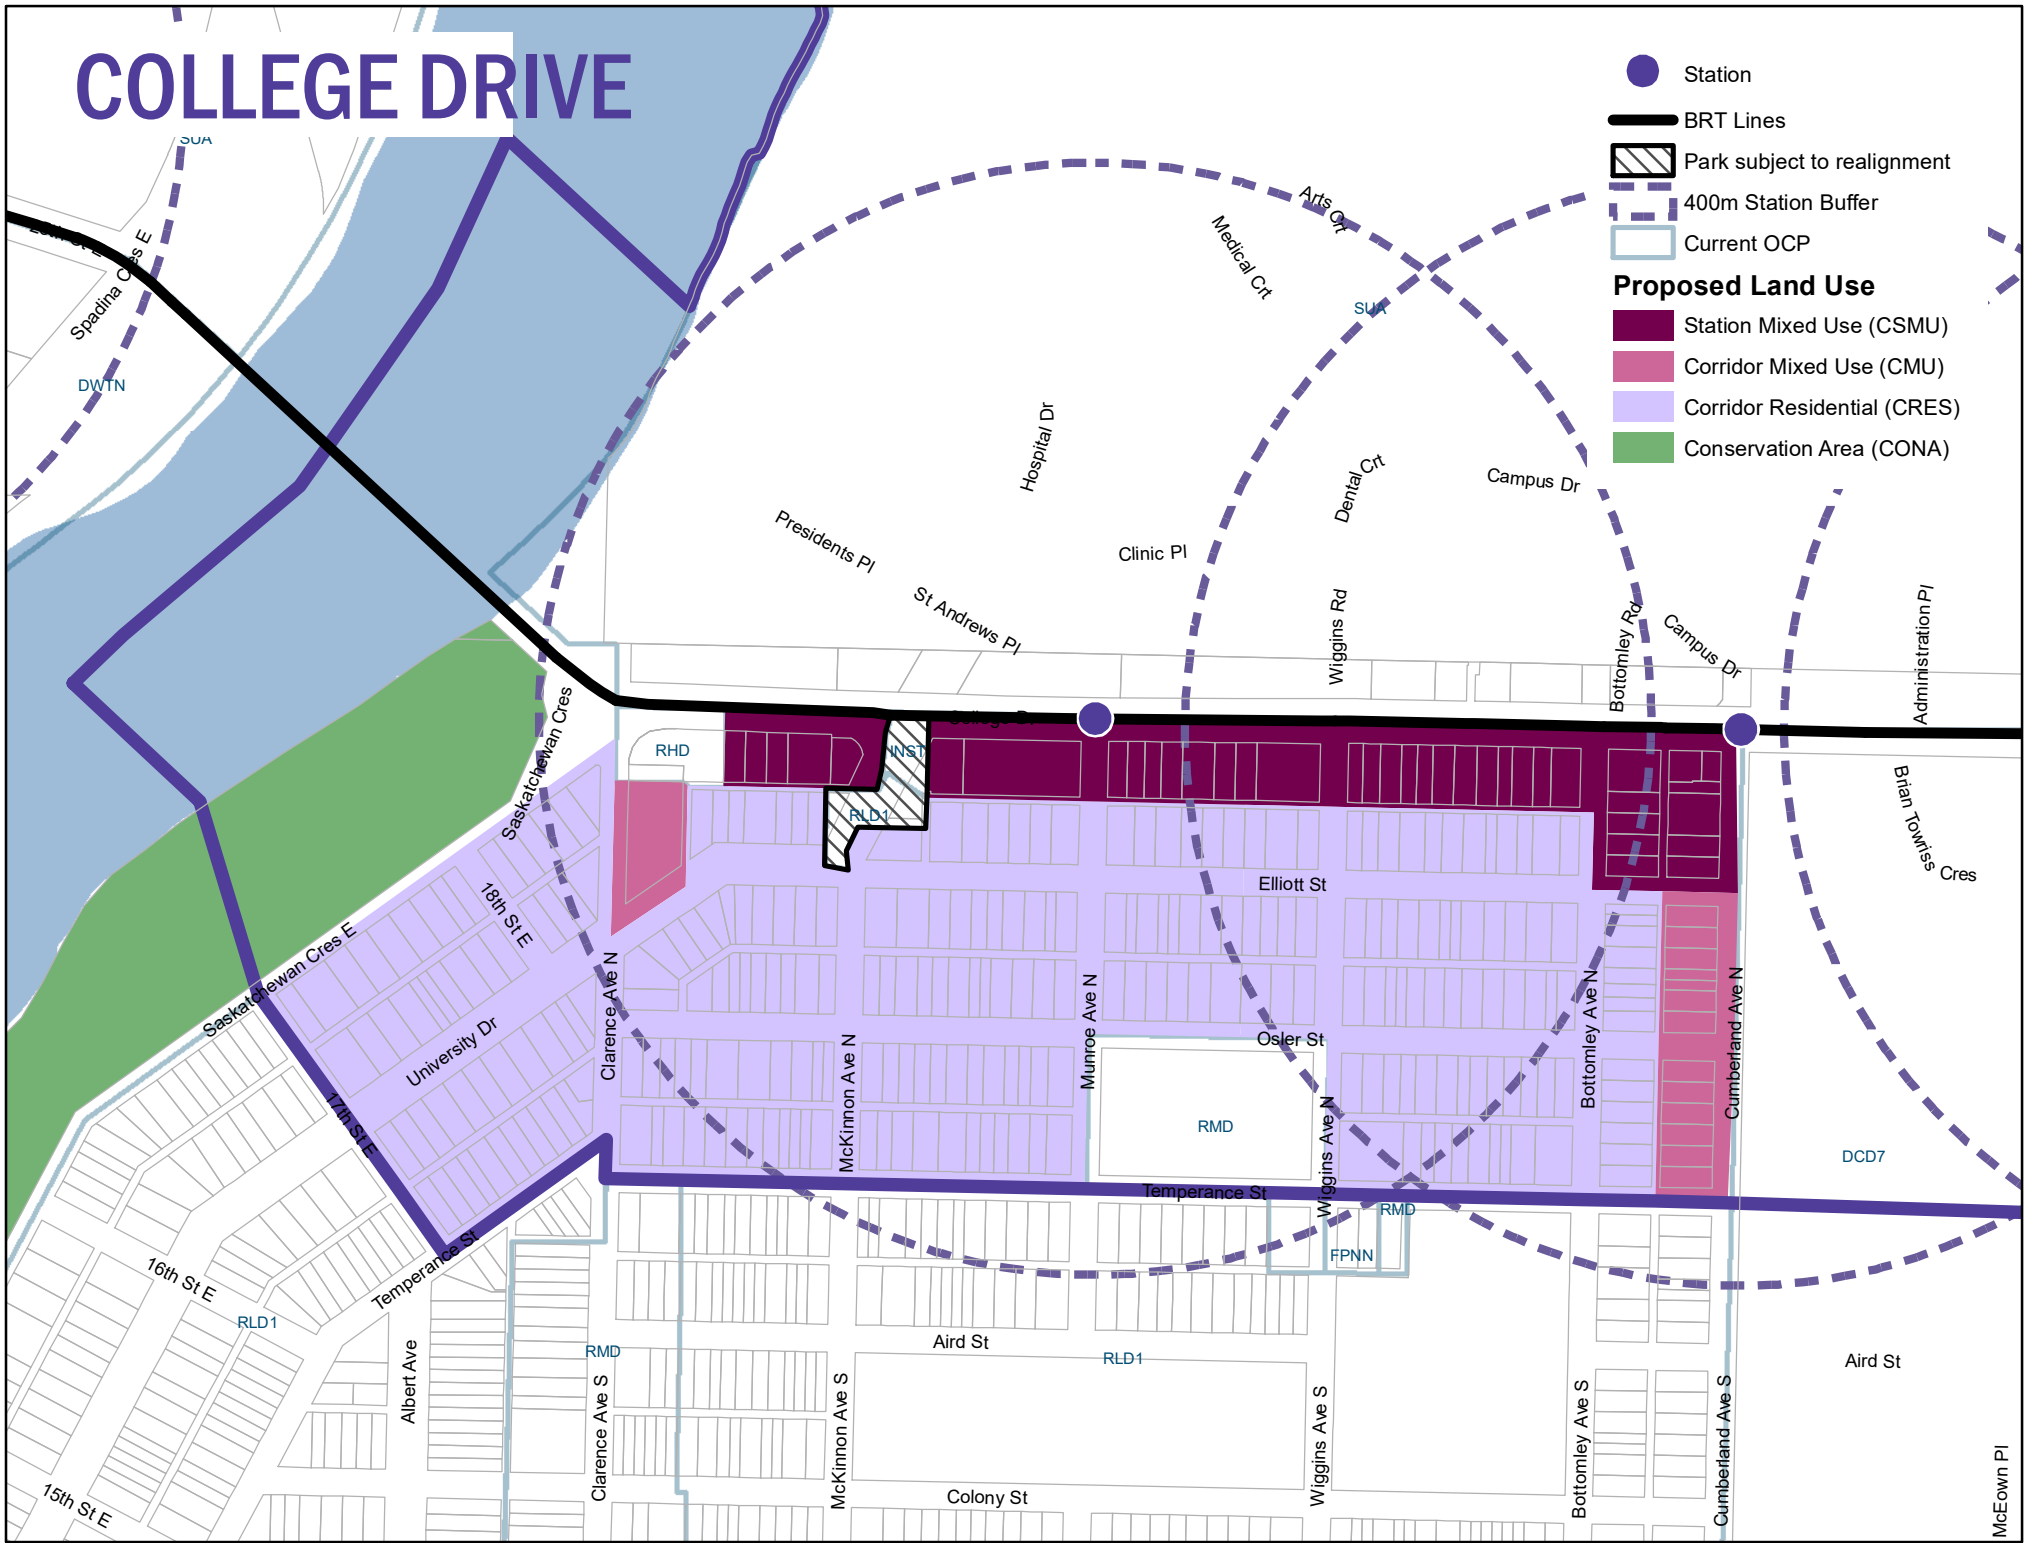 COLLEGE DRIVE
Station
BRT Lines
Park subject to realignment
400m Station Buffer
Current OCP
Proposed Land Use
Station Mixed Use (CSMU)
Corridor Mixed Use (CMU)
Corridor Residential (CRES)
Conservation Area (CONA)
SUA
Spadina Cres E
DWTN
Arts Crt
Medical Crt
SUA
Hospital Dr
Dental Crt
Campus Dr
Presidents Pl
Clinic Pl
St Andrews Pl
Wiggins Rd
Bottomley Rd
Campus Dr
Administration Pl
Saskatchewan Cres
College Dr
RHD
INST
RLD1
Brian Towriss
Cres
Elliott St
18th St E
Saskatchewan Cres E
University Dr
Clarence Ave N
McKinnon Ave N
Munroe Ave N
Osler St
Bottomley Ave N
Cumberland Ave N
Wiggins Ave N
RMD
17th St E
DCD7
Temperance St
RMD
FPNN
Temperance St
16th St E
RLD1
Albert Ave
RMD
Aird St
RLD1
Aird St
Clarence Ave S
McKinnon Ave S
Wiggins Ave S
Bottomley Ave S
Cumberland Ave S
Colony St
15th St E
McEown Pl